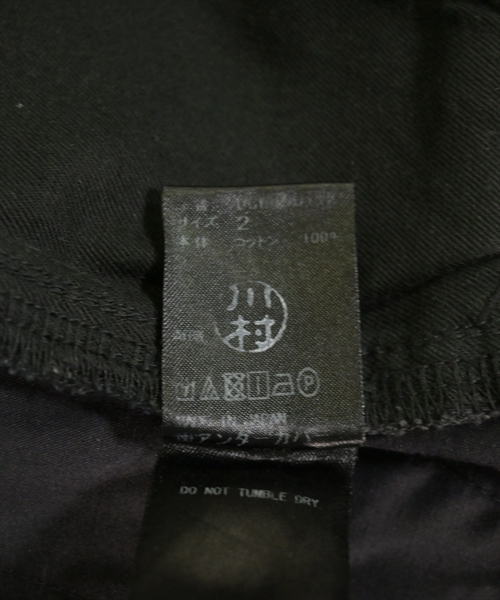 サイズ 2
本体 コットン 100%
川
村
MADE IN JAPAN
㈱アンダーカバー
DO NOT TUMBLE DRY